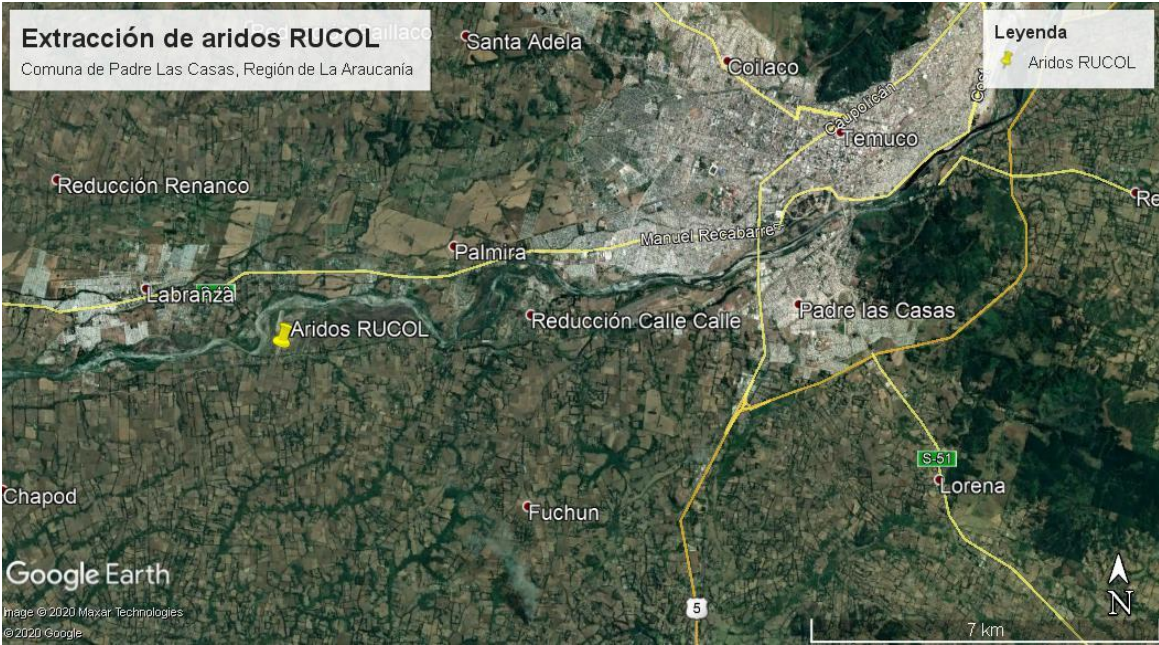 Extracción de aridos RUCOL
Comuna de Padre Las Casas, Región de La Araucanía
Leyenda
Aridos RUCOL
Santa Adela
Coilaco
Caupolicán
Temuco
Reducción Renanco
Re
Palmira
Manuel Recabarren
Labranza
Aridos RUCOL
Reducción Calle Calle
Padre las Casas
S-51
Lorena
Chapod
Fuchun
Google Earth
Image © 2020 Maxar Technologies
© 2020 Google
5
N
7 km